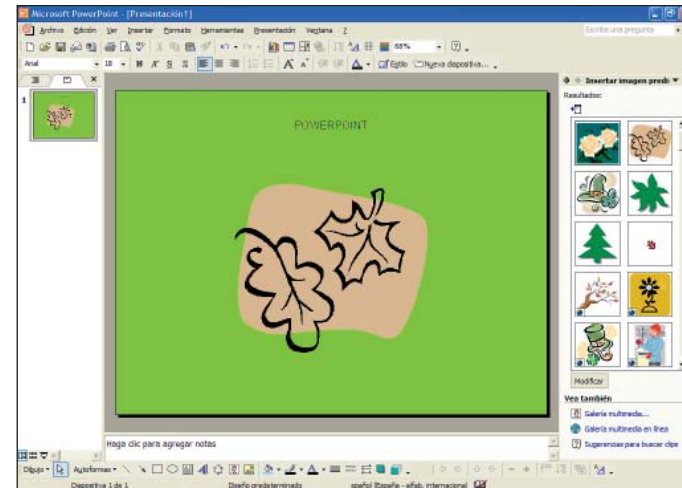 Microsoft PowerPoint - [Presentación1]
Archivo Edición Ver Insertar Formato Herramientas Presentación Ventana ?
Escriba una pregunta
68%
Arial 18 N K S S Estilo Nueva diapositiva...
Insertar imagen predi
Resultados:
1
POWERPOINT
Modificar
Vea también
Galería multimedia...
Galería multimedia en línea
Sugerencias para buscar clips
Haga clic para agregar notas
Dibujo Autoformas
Diapositiva 1 de 1 Diseño predeterminado español (España - alfab. internacional)